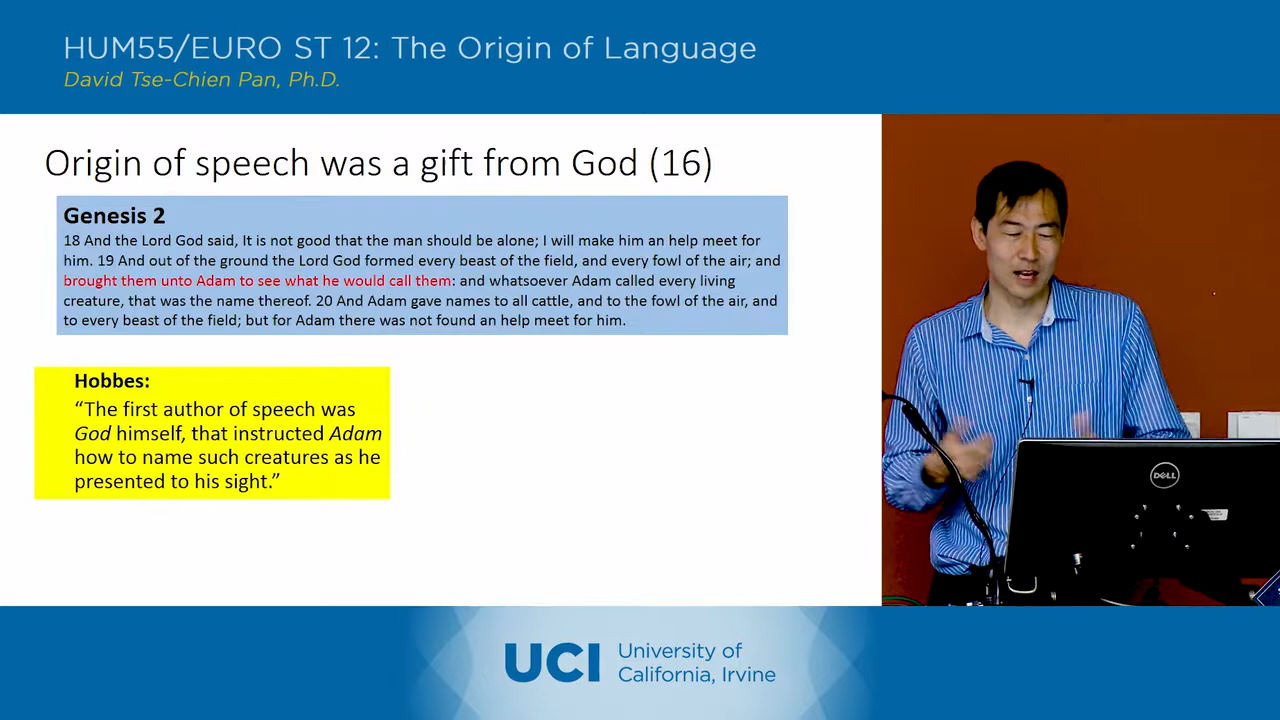 HUM55/EURO ST 12: The Origin of Language
David Tse-Chien Pan, Ph.D.
Origin of speech was a gift from God (16)
Genesis 2
18 And the Lord God said, It is not good that the man should be alone; I will make him an help meet for
him. 19 And out of the ground the Lord God formed every beast of the field, and every fowl of the air; and
brought them unto Adam to see what he would call them: and whatsoever Adam called every living
creature, that was the name thereof. 20 And Adam gave names to all cattle, and to the fowl of the air, and
to every beast of the field; but for Adam there was not found an help meet for him.
Hobbes:
“The first author of speech was
God himself, that instructed Adam
how to name such creatures as he
presented to his sight.”
DELL
UCI
University of
California, Irvine